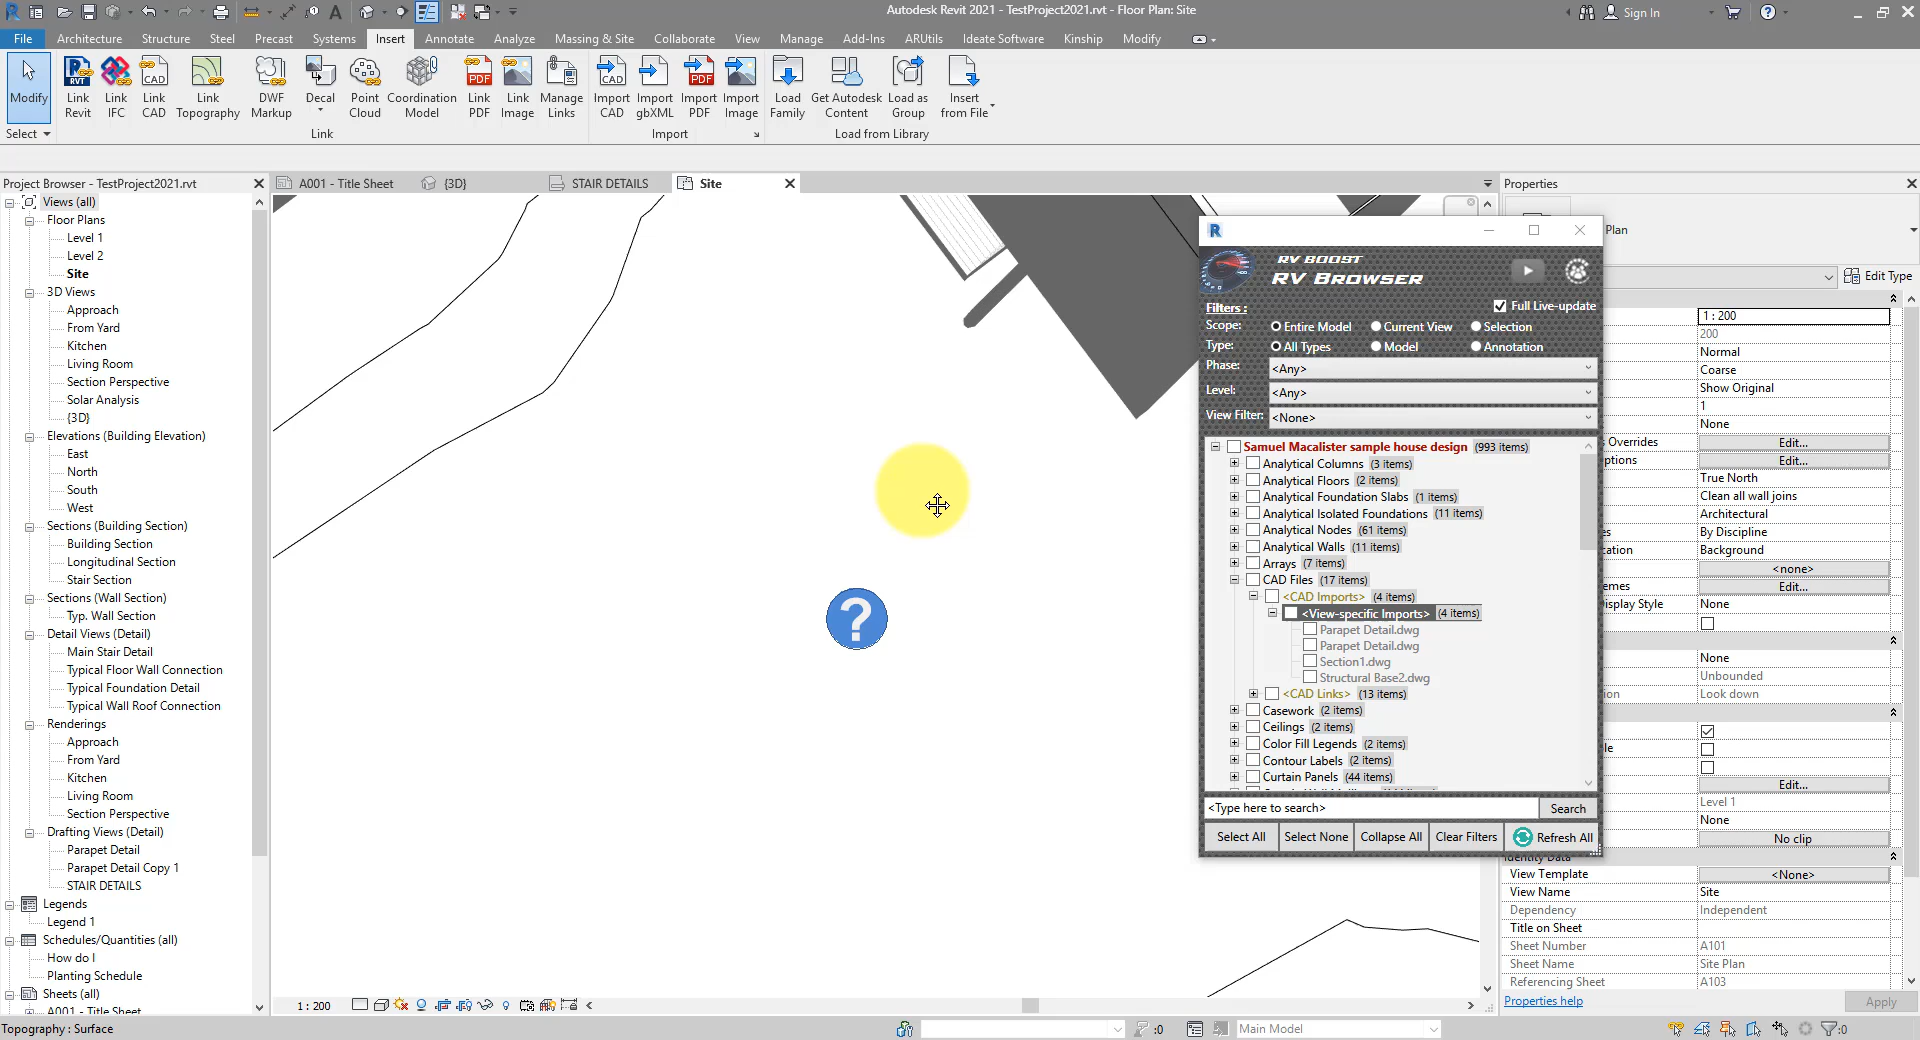 Autodesk Revit 2021 - TestProject2021.rvt - Floor Plan: Site
Sign In
File Architecture Structure Steel Precast Systems Insert Annotate Analyze Massing & Site Collaborate View Manage Add-Ins ARUtils Ideate Software Kinship Modify
Modify
Link Revit
Link IFC
Link CAD
Link Topography
DWF Markup
Decal
Point Cloud
Coordination Model
Link PDF
Link Image
Manage Links
Import CAD
Import gbXML
Import PDF
Import Image
Load Family
Get Autodesk Content
Load as Group
Insert from File
Select
Link
Import
Load from Library
Project Browser - TestProject2021.rvt
Views (all)
Floor Plans
Level 1
Level 2
Site
3D Views
Approach
From Yard
Kitchen
Living Room
Section Perspective
Solar Analysis
{3D}
Elevations (Building Elevation)
East
North
South
West
Sections (Building Section)
Building Section
Longitudinal Section
Stair Section
Sections (Wall Section)
Typ. Wall Section
Detail Views (Detail)
Main Stair Detail
Typical Floor Wall Connection
Typical Foundation Detail
Typical Wall Roof Connection
Renderings
Approach
From Yard
Kitchen
Living Room
Section Perspective
Drafting Views (Detail)
Parapet Detail
Parapet Detail Copy 1
STAIR DETAILS
Legends
Legend 1
Schedules/Quantities (all)
How do I
Planting Schedule
Sheets (all)
A001 - Title Sheet
A001 - Title Sheet
{3D}
STAIR DETAILS
Site
?
1 : 200
RV BOOST
RV BROWSER
Filters :
Full Live-update
Scope: Entire Model Current View Selection
Type: All Types Model Annotation
Phase: <Any>
Level: <Any>
View Filter: <None>
Samuel Macalister sample house design (993 items)
Analytical Columns (3 items)
Analytical Floors (2 items)
Analytical Foundation Slabs (1 items)
Analytical Isolated Foundations (11 items)
Analytical Nodes (61 items)
Analytical Walls (11 items)
Arrays (7 items)
CAD Files (17 items)
<CAD Imports> (4 items)
<View-specific Imports> (4 items)
Parapet Detail.dwg
Parapet Detail.dwg
Section1.dwg
Structural Base2.dwg
<CAD Links> (13 items)
Casework (2 items)
Ceilings (2 items)
Color Fill Legends (2 items)
Contour Labels (2 items)
Curtain Panels (44 items)
<Type here to search>
Search
Select All Select None Collapse All Clear Filters Refresh All
Properties
Plan
Edit Type
1 : 200
200
Normal
Coarse
Show Original
1
None
Overrides Edit...
ptions Edit...
True North
Clean all wall joins
Architectural
es By Discipline
cation Background
<none>
emes Edit...
isplay Style None
None
Unbounded
ion Look down
le
Edit...
Level 1
None
No clip
Identity Data
View Template <None>
View Name Site
Dependency Independent
Title on Sheet
Sheet Number A101
Sheet Name Site Plan
Referencing Sheet A103
Properties help
Apply
Topography : Surface
:0
Main Model
:0